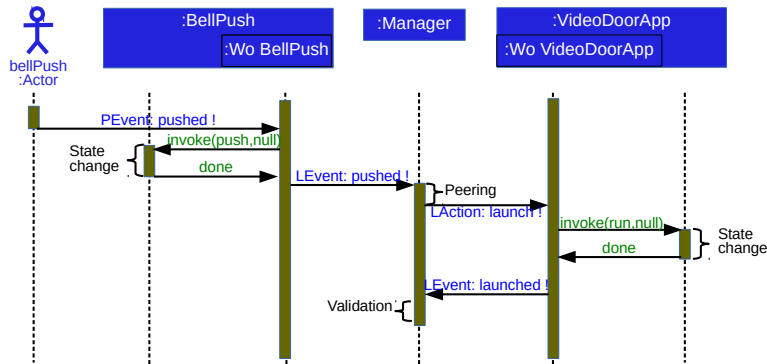 :BellPush
:Wo BellPush
:Manager
:VideoDoorApp
:Wo VideoDoorApp
bellPush
:Actor
PEvent: pushed !
invoke(push,null)
State
change
done
LEvent: pushed !
Peering
LAction: launch !
invoke(run,null)
State
change
done
LEvent: launched !
Validation